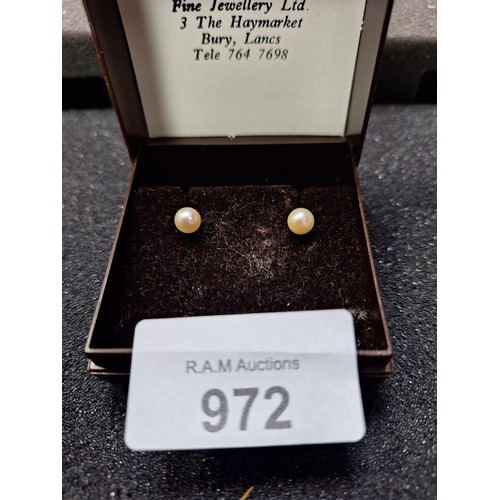 Fine Jewellery Ltd.
3 The Haymarket
Bury, Lancs
Tele 764 7698
R.A.M Auctions
972